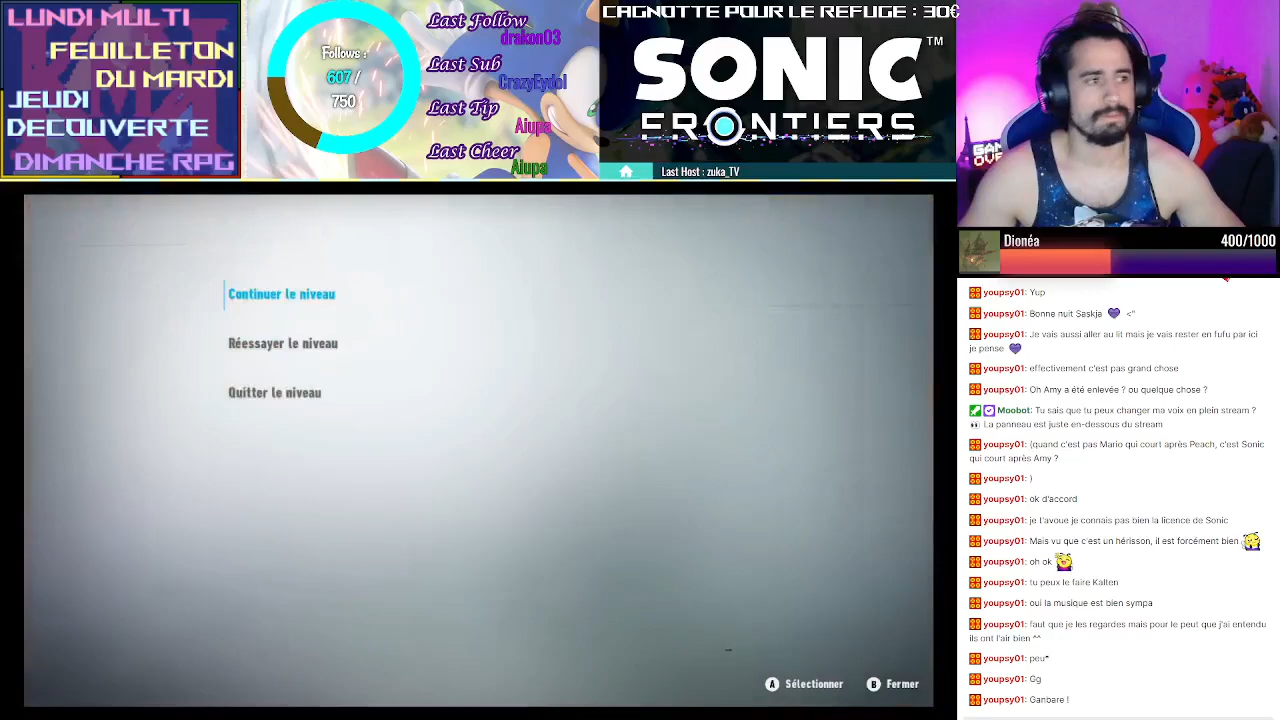 LUNDI MULTI
FEUILLETON
DU MARDI
JEUDI
DECOUVERTE
DIMANCHE RPG
Follows :
607 /
750
Last Follow
drakon03
Last Sub
CrazyEydol
Last Tip
Aiupa
Last Cheer
Aiupa
CAGNOTTE POUR LE REFUGE : 30€
SONIC
TM
FRONTIERS
Last Host : zuka_TV
GAME
OVER
Dionéa
400/1000
Continuer le niveau
Réessayer le niveau
Quitter le niveau
A Sélectionner
B Fermer
youpsy01: Yup
youpsy01: Bonne nuit Saskja <"
youpsy01: Je vais aussi aller au lit mais je vais rester en fufu par ici
je pense
youpsy01: effectivement c'est pas grand chose
youpsy01: Oh Amy a été enlevée ? ou quelque chose ?
Moobot: Tu sais que tu peux changer ma voix en plein stream ?
La panneau est juste en-dessous du stream
youpsy01: (quand c'est pas Mario qui court après Peach, c'est Sonic
qui court après Amy ?
youpsy01: )
youpsy01: ok d'accord
youpsy01: je t'avoue je connais pas bien la licence de Sonic
youpsy01: Mais vu que c'est un hérisson, il est forcément bien
youpsy01: oh ok
youpsy01: tu peux le faire Kalten
youpsy01: oui la musique est bien sympa
youpsy01: faut que je les regardes mais pour le peut que j'ai entendu
ils ont l'air bien ^^
youpsy01: peu*
youpsy01: Gg
youpsy01: Ganbare !